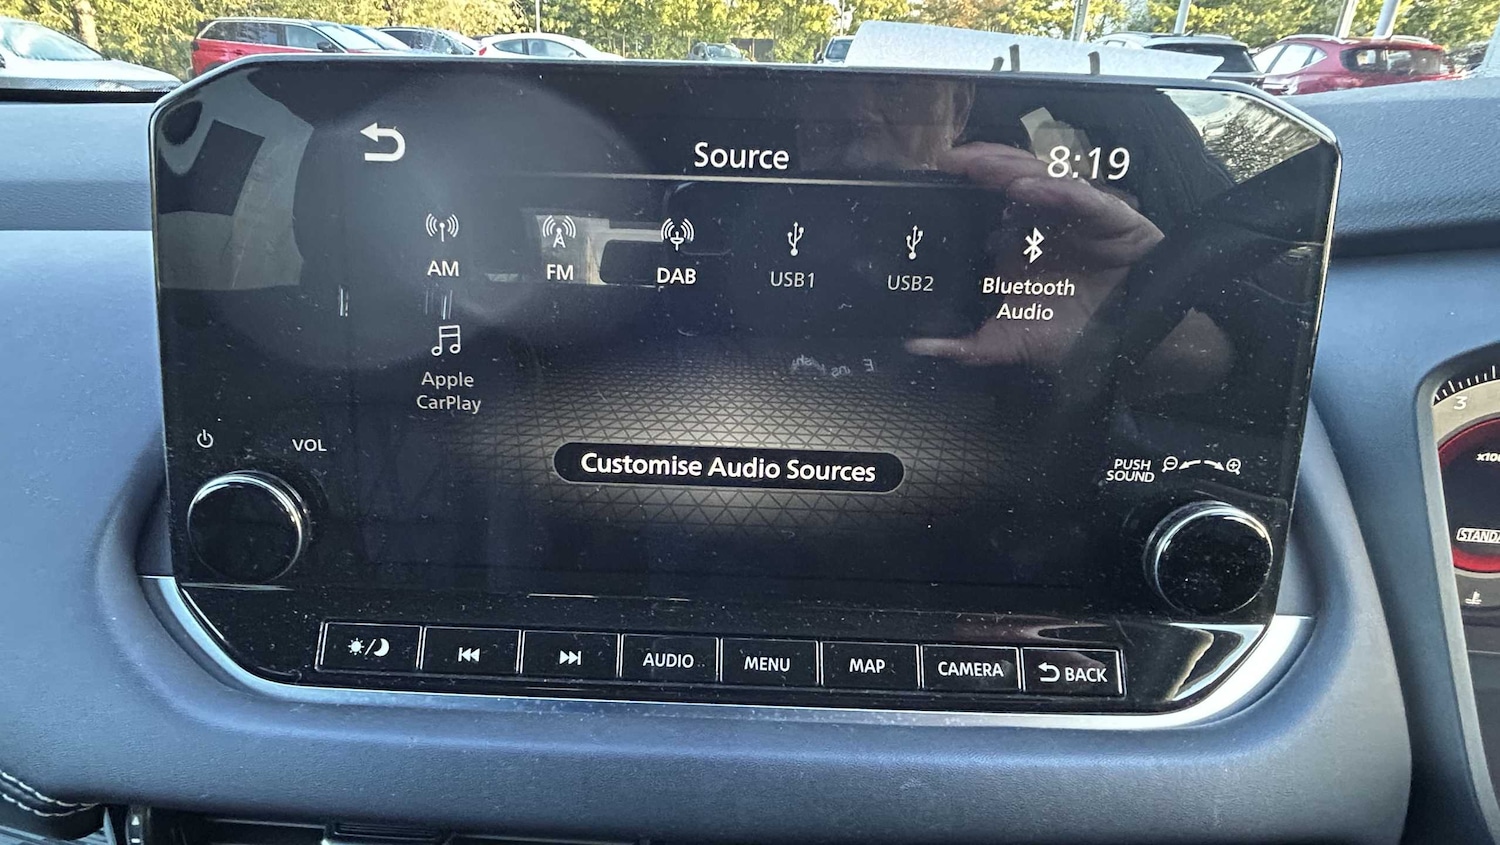 Source
8:19
AM
FM
DAB
USB1
USB2
Bluetooth
Audio
Apple
CarPlay
VOL
Customise Audio Sources
PUSH
SOUND
AUDIO
MENU
MAP
CAMERA
BACK
3